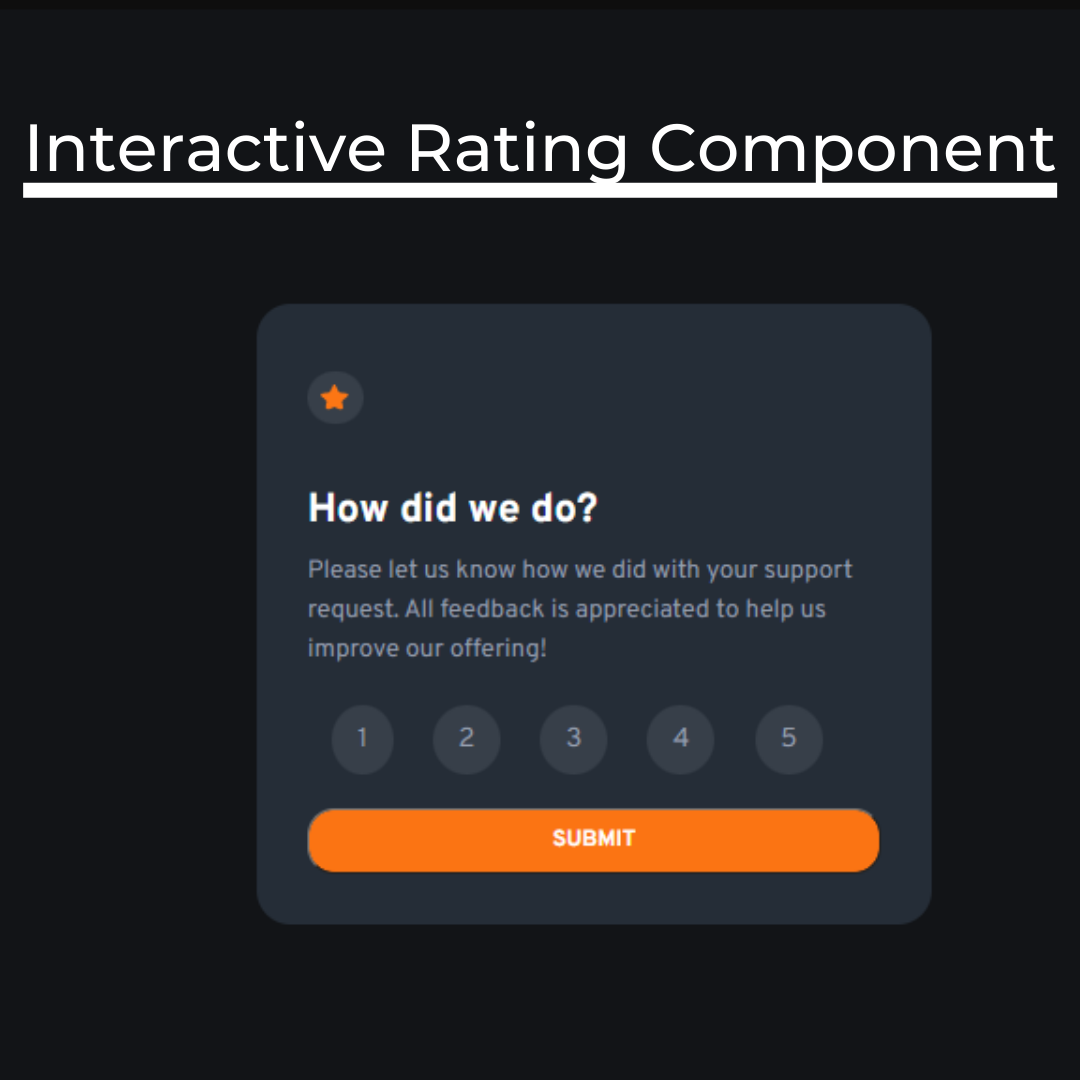 Interactive Rating Component
How did we do?
Please let us know how we did with your support
request. All feedback is appreciated to help us
improve our offering!
1 2 3 4 5
SUBMIT